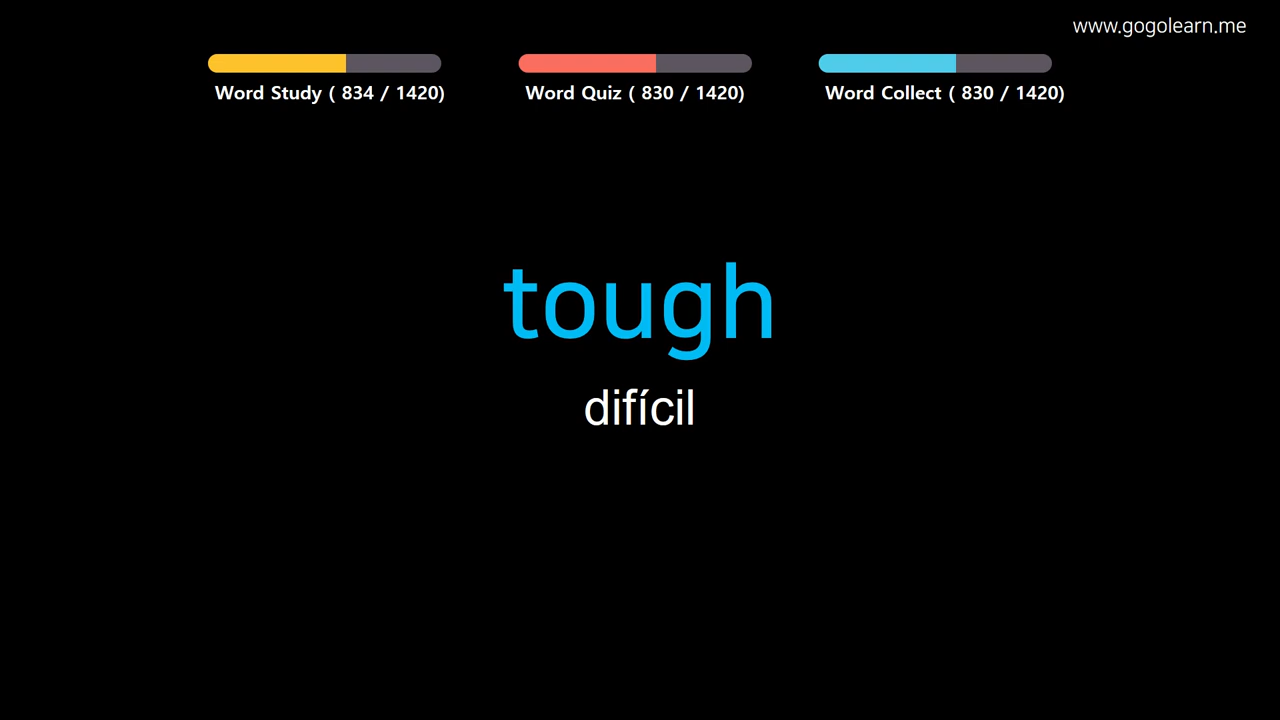 www.gogolearn.me
Word Study ( 834 / 1420)
Word Quiz ( 830 / 1420)
Word Collect ( 830 / 1420)
tough
difícil